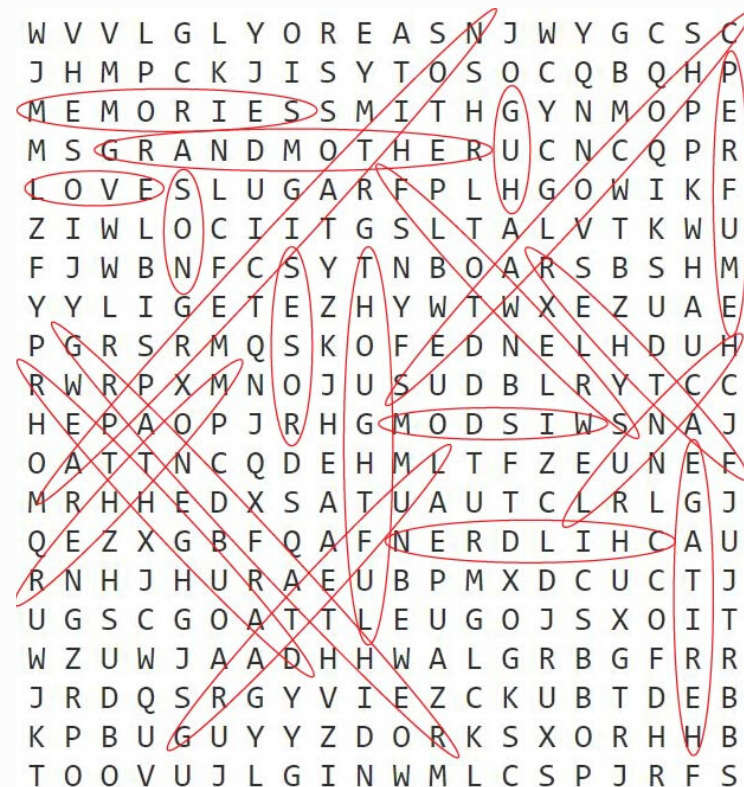 W V V L G L Y O R E A S N J W Y G C S C
J H M P C K J I S Y T O S O C Q B Q H P
M E M O R I E S S M I T H G Y N M O P E
M S G R A N D M O T H E R U C N C Q P R
L O V E S L U G A R F P L H G O W I K F
Z I W L O C I I T G S L T A L V T K W U
F J W B N F C S Y T N B O A R S B S H M
Y Y L I G E T E Z H Y W T W X E Z U A E
P G R S R M Q S K O F E D N E L H D U H
R W R P X M N O J U S U D B L R Y T C C
H E P A O P J R H G M O D S I W S N A J
O A T T N C Q D E H M L T F Z E U N E F
M R H H E D X S A T U A U T C L R L G J
Q E Z X G B F Q A F N E R D L I H C A U
R N H J H U R A E U B P M X D C U C T J
U G S C G O A T T L E U G O J S X O I T
W Z U W J A A D H H W A L G R B G F R R
J R D Q S R G Y V I E Z C K U B T D E B
K P B U G U Y Y Z D O R K S X O R H H B
T O O V U J L G I N W M L C S P J R F S